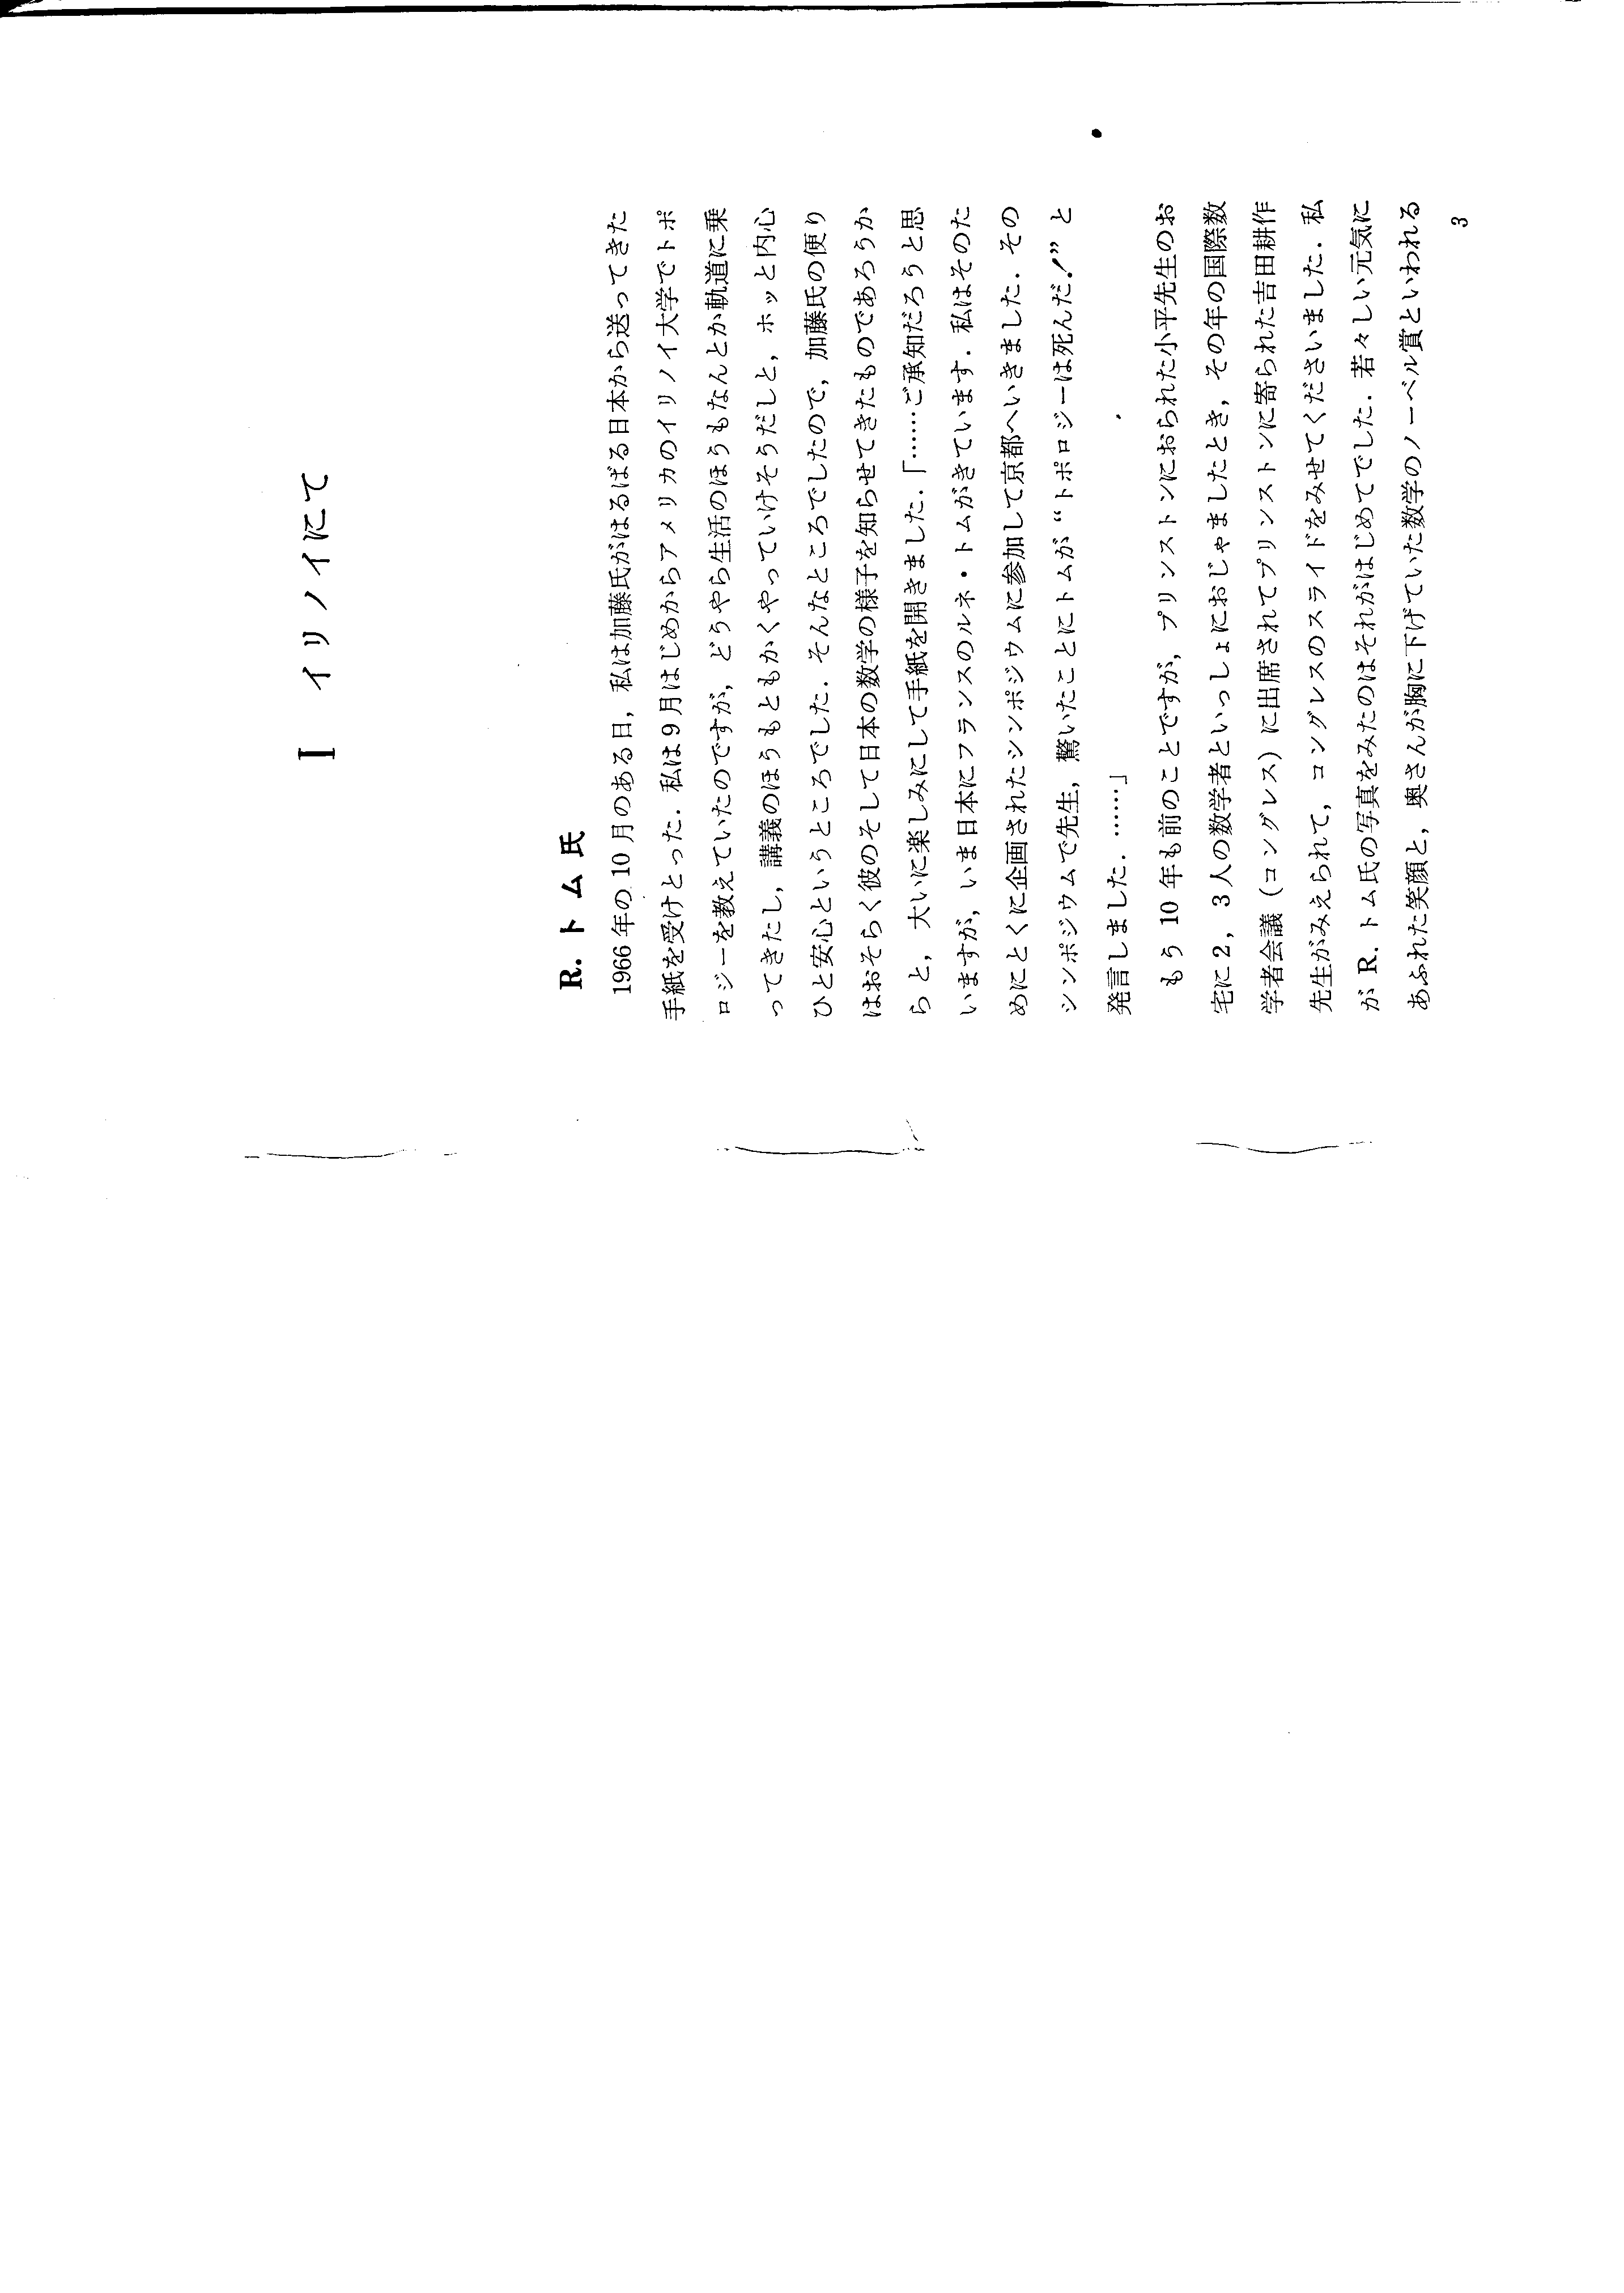 I イリノイにて
R. トム氏
1966年の10月のある日，私は加藤氏がはるばる日本から送ってきた
手紙を受けとった．私は9月はじめからアメリカのイリノイ大学でトポ
ロジーを教えていたのですが，どうやら生活のほうもなんとか軌道に乗
ってきたし，講義のほうもともかくやっていけそうだしと，ホッと内心
ひと安心というところでした．そんなところでしたので，加藤氏の便り
はおそらく彼のそして日本の数学の様子を知らせてきたものであろうか
らと，大いに楽しみにして手紙を開きました．「……ご承知だろうと思
いますが，いま日本にフランスのルネ・トムがきています．私はそのた
めにとくに企画されたシンポジウムに参加して京都へいきました．その
シンポジウムで先生，驚いたことにトムが“トポロジーは死んだ！”と
発言しました．……」
もう10年も前のことですが，プリンストンにおられた小平先生のお
宅に2，3人の数学者といっしょにおじゃましたとき，その年の国際数
学者会議（コングレス）に出席されてプリンストンに寄られた吉田耕作
先生がみえられて，コングレスのスライドをみせてくださいました．私
がR．トム氏の写真をみたのはそれがはじめてでした．若々しい元気に
あふれた笑顔と，奥さんが胸に下げていた数学のノーベル賞といわれる
3